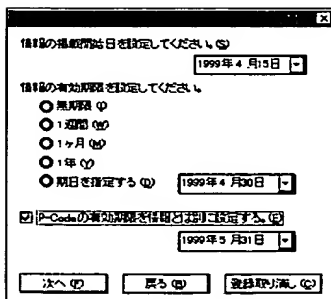 情報の掲載開始日を設定してください。(S)
1999年 4 月15日
情報の有効期限を設定してください。
無期限 (I)
1週間 (W)
1ヶ月 (M)
1年 (Y)
期日を指定する (D) 1999年 4 月30日
P-Codeの有効期限を情報とは別に設定する。(E)
1999年 5 月31日
次へ (F) 戻る (B) 登録取り消し (C)